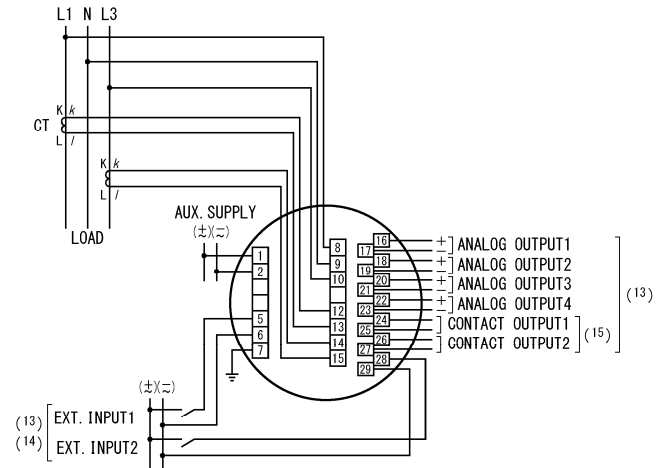 L1 N L3
K k
CT
L l
K k
L l
LOAD
AUX. SUPPLY
(±)(∓)
1
2
5
6
7
8
9
10
12
13
14
15
16
17
18
19
20
21
22
23
24
25
26
27
28
29
+ ANALOG OUTPUT1
−
+ ANALOG OUTPUT2
−
+ ANALOG OUTPUT3
−
+ ANALOG OUTPUT4
−
CONTACT OUTPUT1
CONTACT OUTPUT2
(15)
(13)
(±)(∓)
(13) EXT. INPUT1
(14) EXT. INPUT2